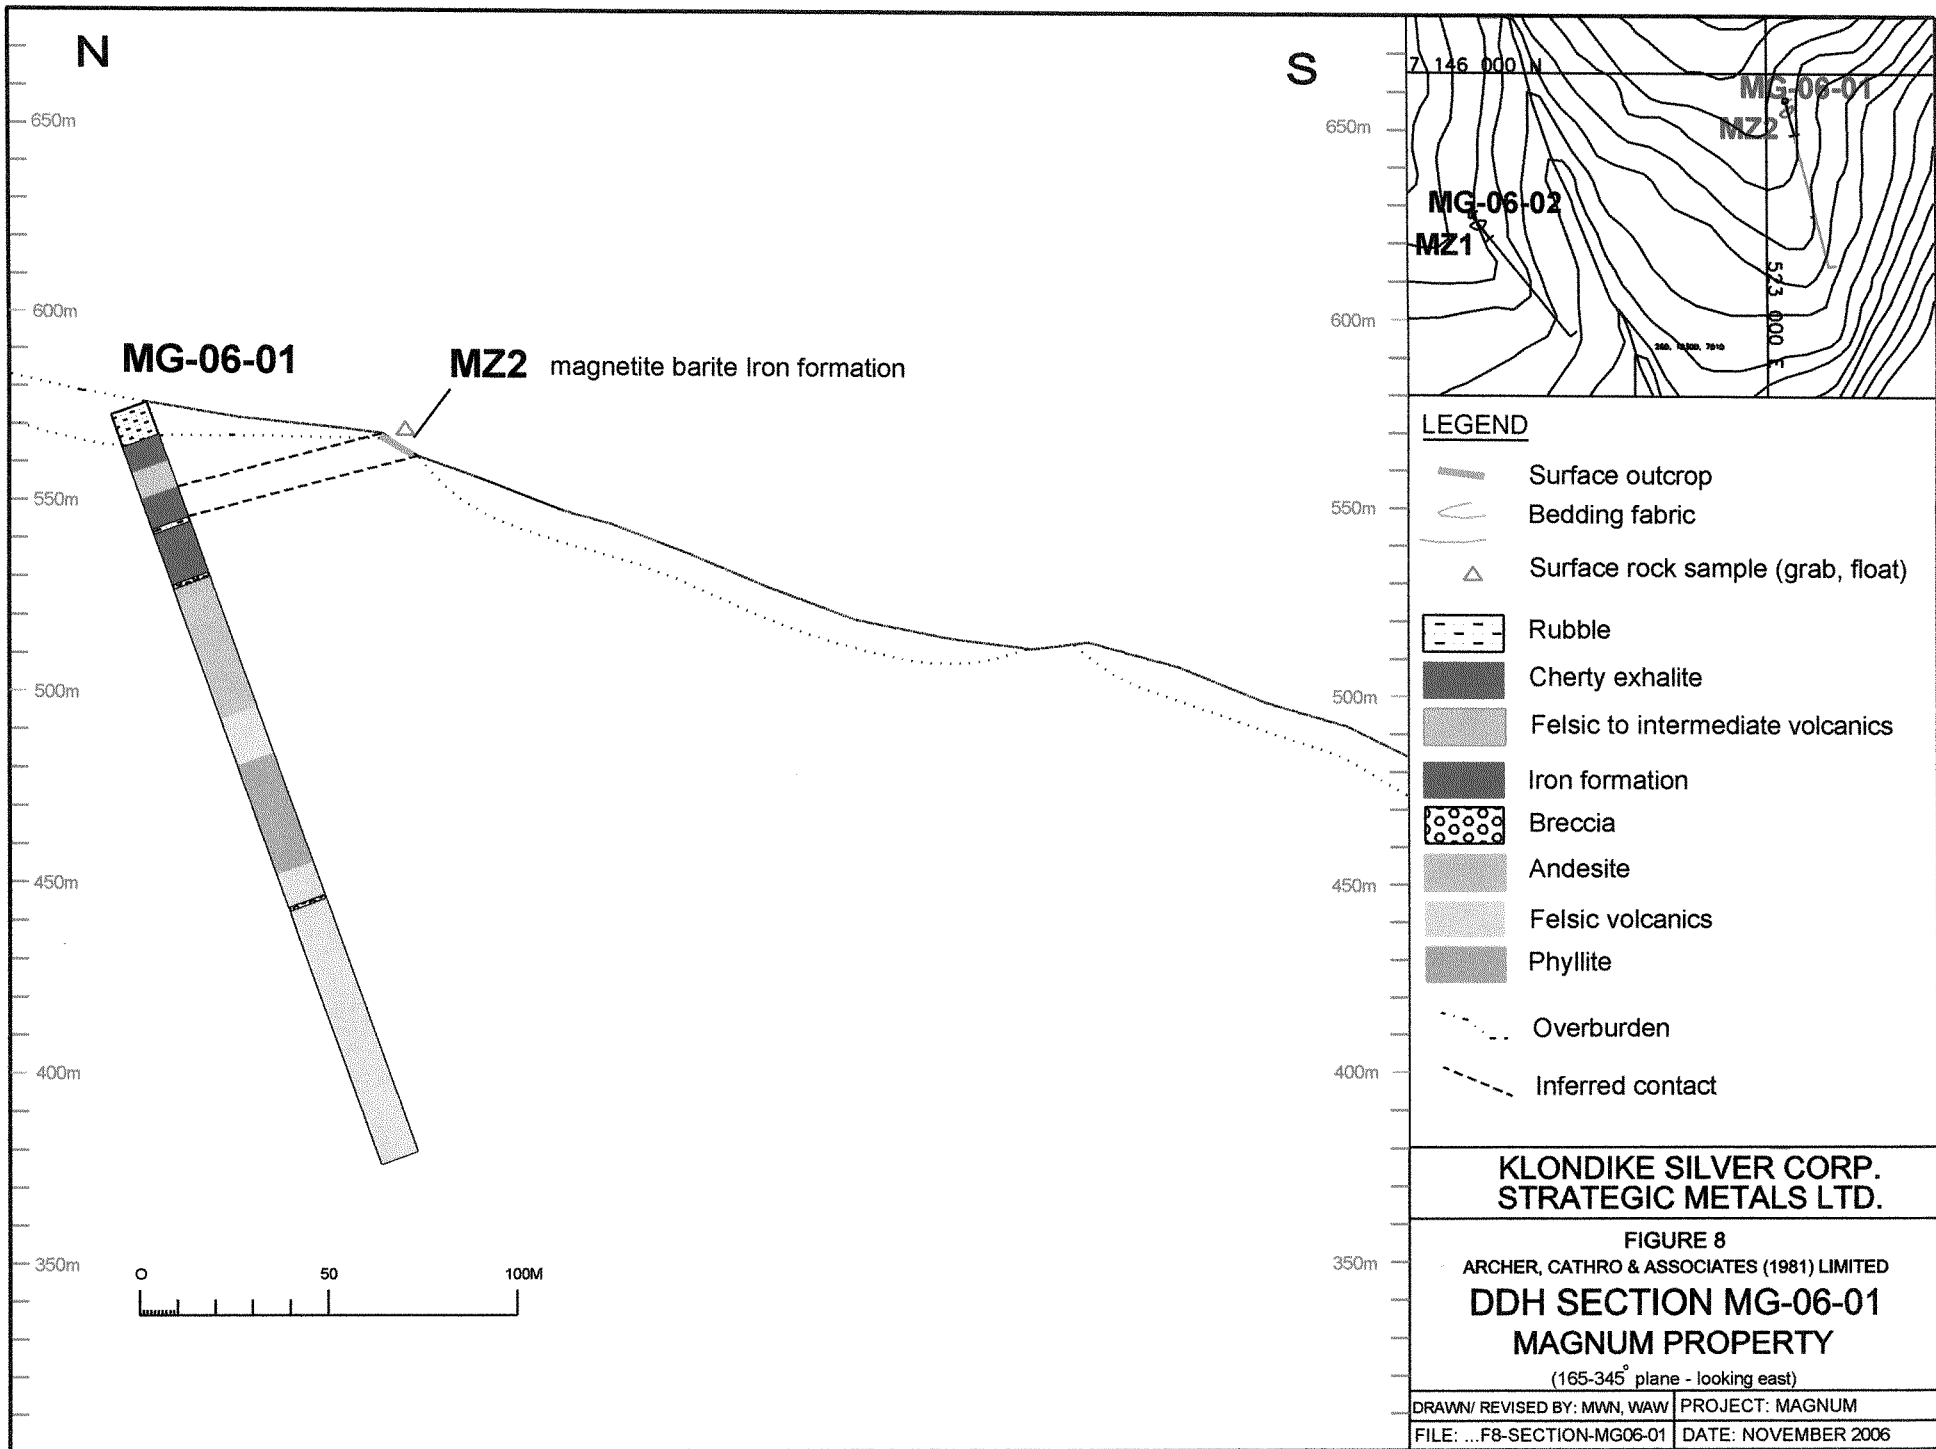 N
S
650m
600m
550m
500m
450m
400m
350m
650m
600m
550m
500m
450m
400m
350m
MG-06-01
MZ2 magnetite barite Iron formation
O 50 100M
7 146 000 N
MG-06-01
MZ2
MG-06-02
MZ1
523 000 E
LEGEND
Surface outcrop
Bedding fabric
Surface rock sample (grab, float)
Rubble
Cherty exhalite
Felsic to intermediate volcanics
Iron formation
Breccia
Andesite
Felsic volcanics
Phyllite
Overburden
Inferred contact
KLONDIKE SILVER CORP.
STRATEGIC METALS LTD.
FIGURE 8
ARCHER, CATHRO & ASSOCIATES (1981) LIMITED
DDH SECTION MG-06-01
MAGNUM PROPERTY
(165-345° plane - looking east)
DRAWN/ REVISED BY: MWN, WAW PROJECT: MAGNUM
FILE: ...F8-SECTION-MG06-01 DATE: NOVEMBER 2006